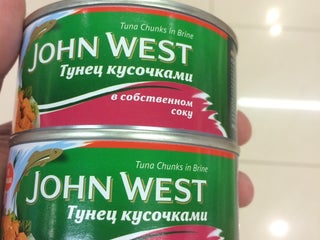 Tuna Chunks in Brine
JOHN WEST
Тунец кусочками
в собственном
соку
Tuna Chunks in Brine
JOHN WEST
Тунец кусочками